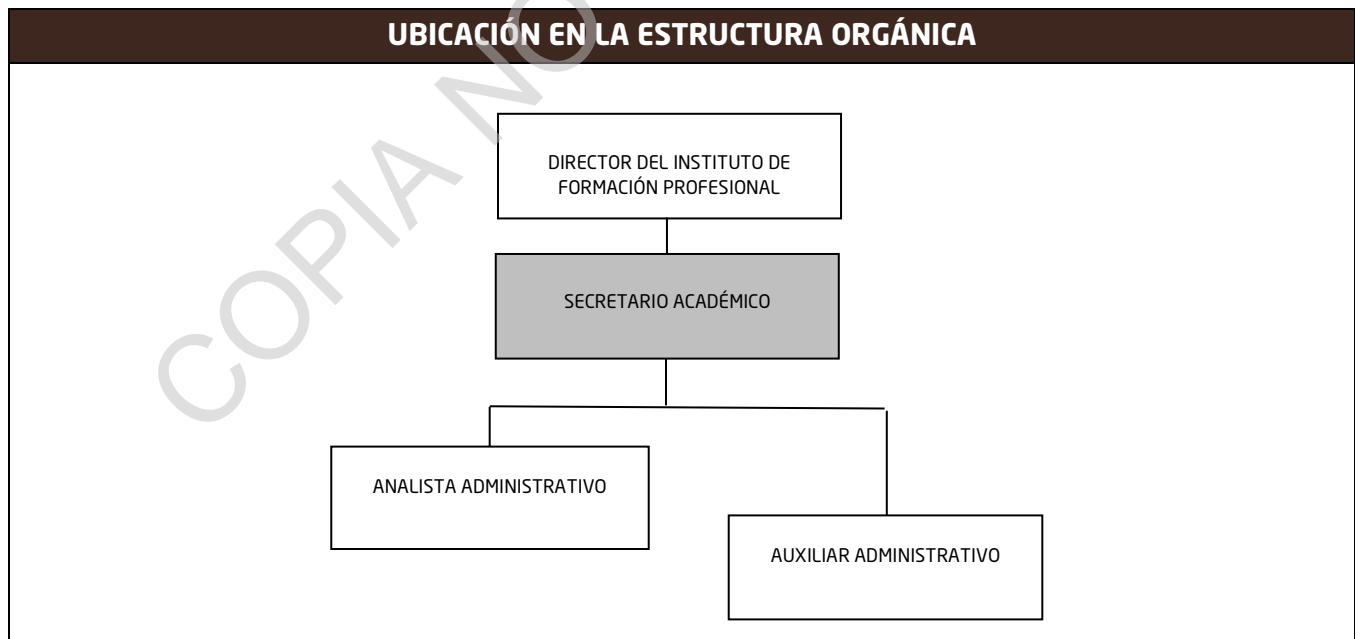 UBICACIÓN EN LA ESTRUCTURA ORGÁNICA
DIRECTOR DEL INSTITUTO DE
FORMACIÓN PROFESIONAL
SECRETARIO ACADÉMICO
ANALISTA ADMINISTRATIVO
AUXILIAR ADMINISTRATIVO
COPIA NO